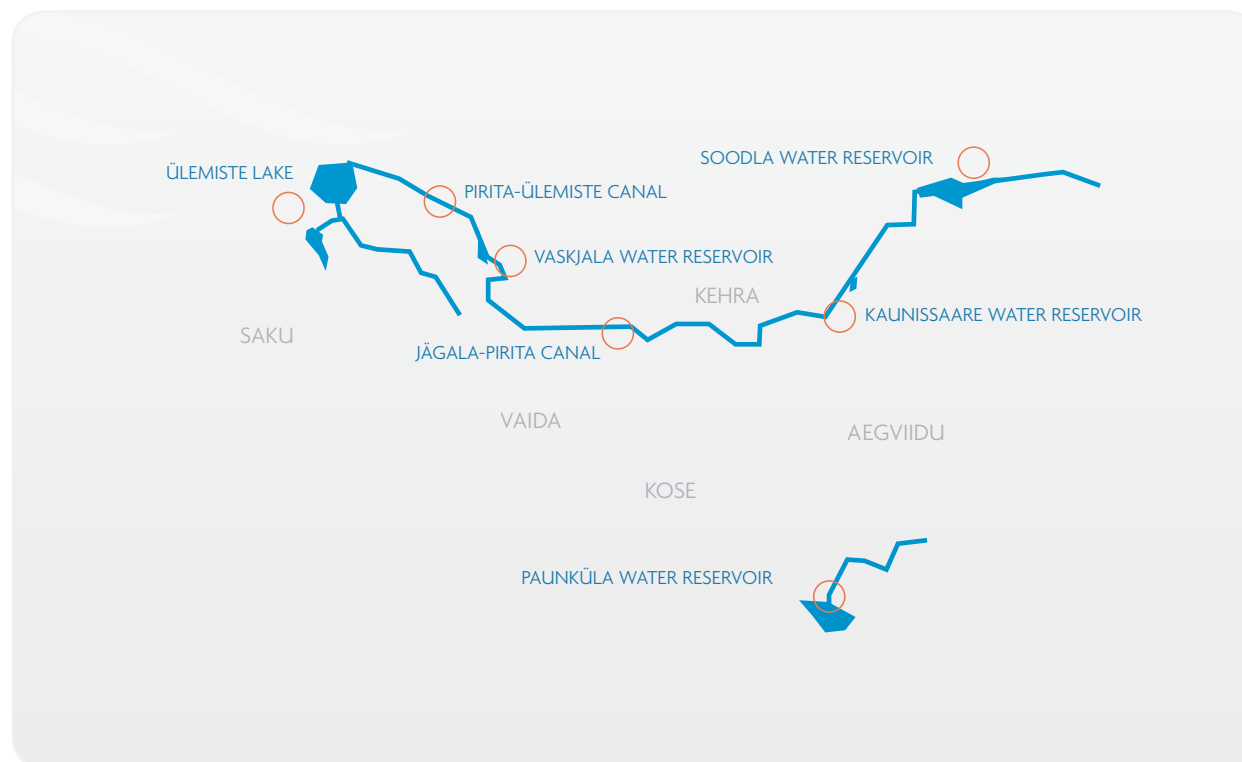 SOODLA WATER RESERVOIR
ÜLEMISTE LAKE
PIRITA-ÜLEMISTE CANAL
VASKJALA WATER RESERVOIR
KEHRA
KAUNISSAARE WATER RESERVOIR
SAKU
JÄGALA-PIRITA CANAL
VAIDA
AEGVIIDU
KOSE
PAUNKÜLA WATER RESERVOIR